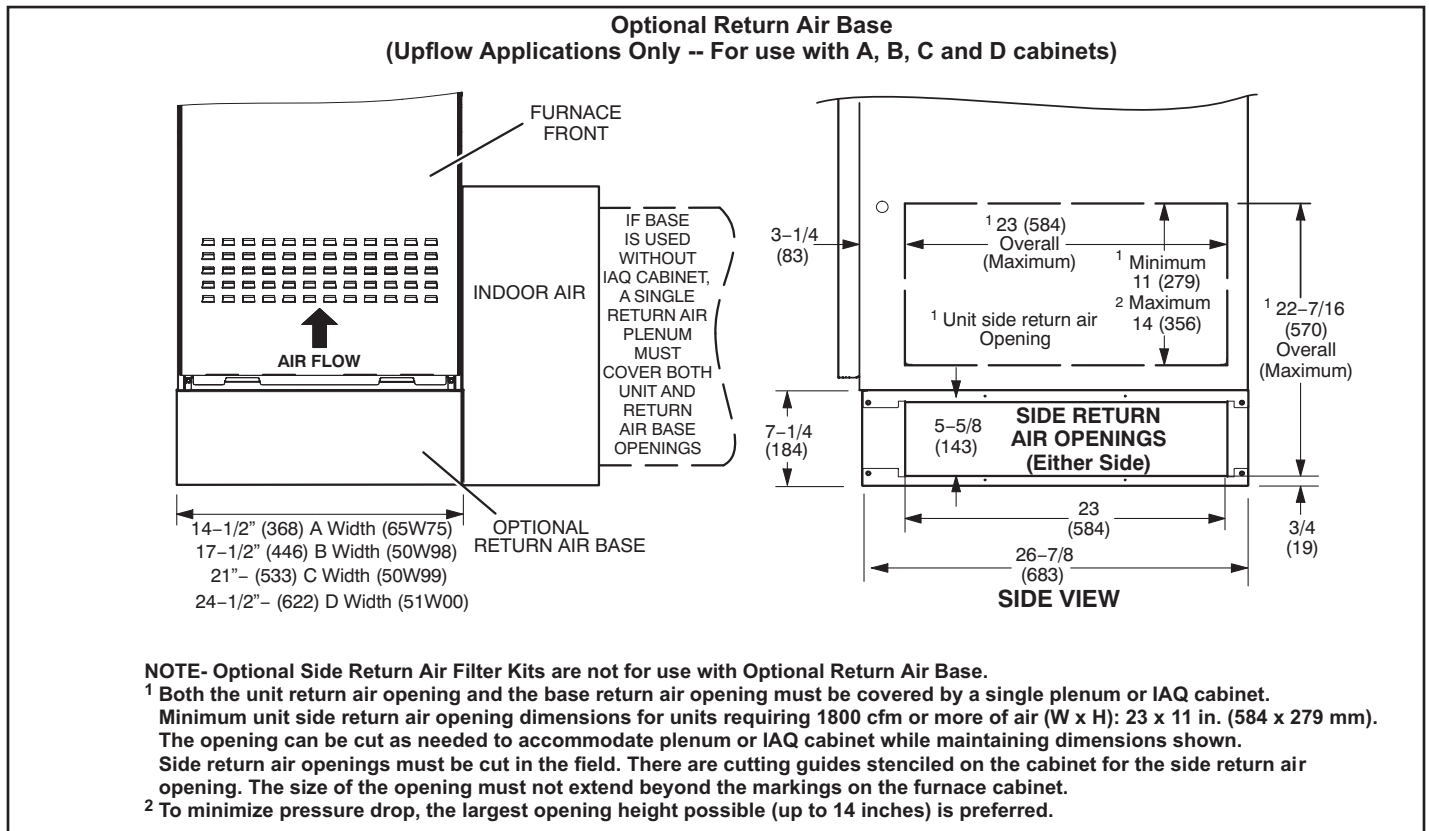 Optional Return Air Base
(Upflow Applications Only -- For use with A, B, C and D cabinets)
FURNACE
FRONT
AIR FLOW
INDOOR AIR
IF BASE
IS USED
WITHOUT
IAQ CABINET,
A SINGLE
RETURN AIR
PLENUM
MUST
COVER BOTH
UNIT AND
RETURN
AIR BASE
OPENINGS
OPTIONAL
RETURN AIR BASE
14−1/2” (368) A Width (65W75)
17−1/2” (446) B Width (50W98)
21”− (533) C Width (50W99)
24−1/2”− (622) D Width (51W00)
3−1/4
(83)
1 23 (584)
Overall
(Maximum)
1 Minimum
11 (279)
2 Maximum
14 (356)
1 Unit side return air
Opening
1 22−7/16
(570)
Overall
(Maximum)
7−1/4
(184)
5−5/8
(143)
SIDE RETURN
AIR OPENINGS
(Either Side)
23
(584)
3/4
(19)
26−7/8
(683)
SIDE VIEW
NOTE- Optional Side Return Air Filter Kits are not for use with Optional Return Air Base.
1 Both the unit return air opening and the base return air opening must be covered by a single plenum or IAQ cabinet.
Minimum unit side return air opening dimensions for units requiring 1800 cfm or more of air (W x H): 23 x 11 in. (584 x 279 mm).
The opening can be cut as needed to accommodate plenum or IAQ cabinet while maintaining dimensions shown.
Side return air openings must be cut in the field. There are cutting guides stenciled on the cabinet for the side return air
opening. The size of the opening must not extend beyond the markings on the furnace cabinet.
2 To minimize pressure drop, the largest opening height possible (up to 14 inches) is preferred.